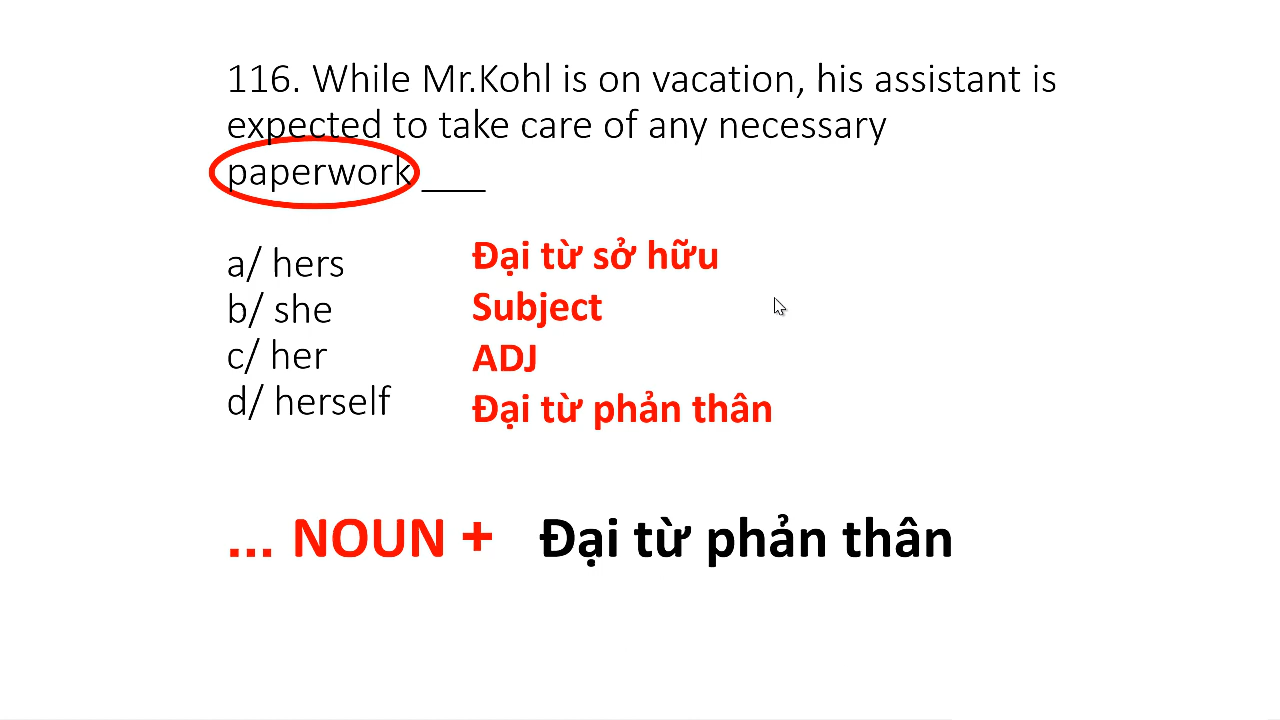 116. While Mr.Kohl is on vacation, his assistant is
expected to take care of any necessary
paperwork ___
a/ hers Đại từ sở hữu
b/ she Subject
c/ her ADJ
d/ herself Đại từ phản thân
... NOUN + Đại từ phản thân